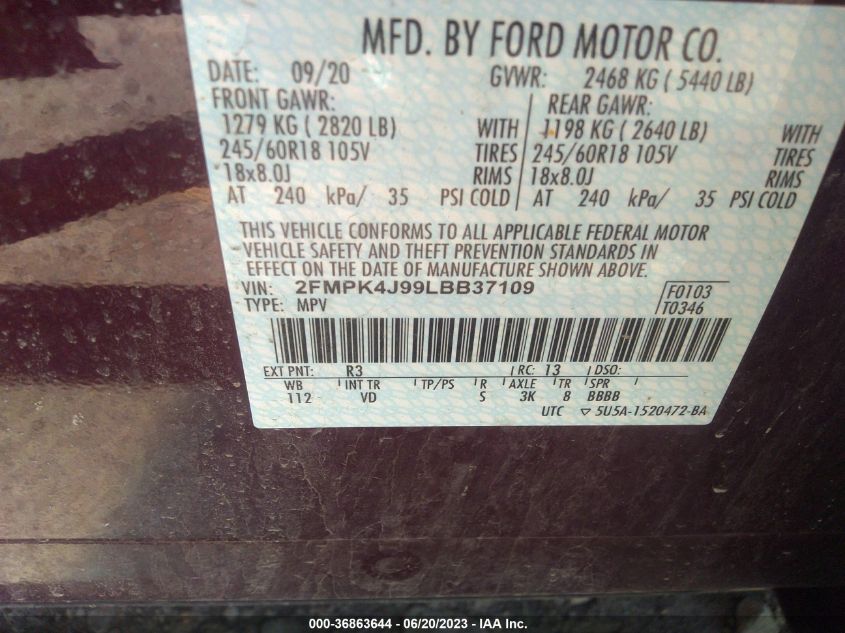 MFD. BY FORD MOTOR CO.
DATE: 09/20 GVWR: 2468 KG ( 5440 LB)
FRONT GAWR: REAR GAWR:
1279 KG ( 2820 LB) WITH 1198 KG ( 2640 LB) WITH
245/60R18 105V TIRES 245/60R18 105V TIRES
18x8.0J RIMS 18x8.0J RIMS
AT 240 kPa/ 35 PSI COLD AT 240 kPa/ 35 PSI COLD
THIS VEHICLE CONFORMS TO ALL APPLICABLE FEDERAL MOTOR
VEHICLE SAFETY AND THEFT PREVENTION STANDARDS IN
EFFECT ON THE DATE OF MANUFACTURE SHOWN ABOVE.
VIN: 2FMPK4J99LBB37109 F0103
TYPE: MPV T0346
EXT PNT: R3 RC: 13 DSO:
WB INT TR TP/PS R AXLE TR SPR
112 VD S 3K 8 BBBB
UTC ▽ 5U5A-1520472-BA
000-36863644 / 06/20/2023 / IAA Inc.